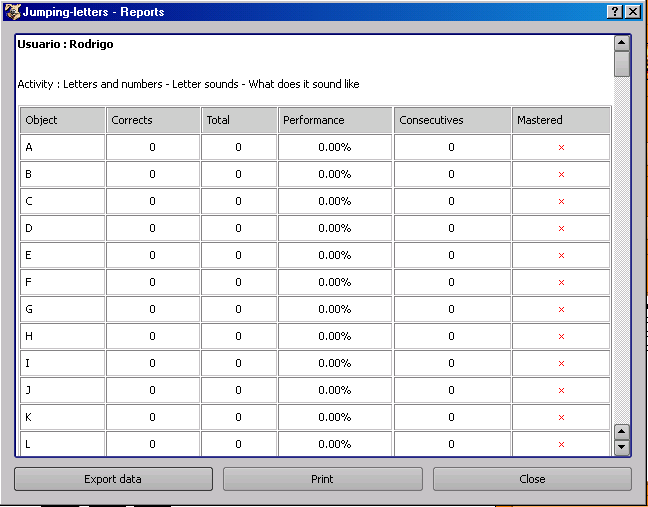 Jumping-letters - Reports
Usuario : Rodrigo
Activity : Letters and numbers - Letter sounds - What does it sound like
Object Corrects Total Performance Consecutives Mastered
A 0 0 0.00% 0 ×
B 0 0 0.00% 0 ×
C 0 0 0.00% 0 ×
D 0 0 0.00% 0 ×
E 0 0 0.00% 0 ×
F 0 0 0.00% 0 ×
G 0 0 0.00% 0 ×
H 0 0 0.00% 0 ×
I 0 0 0.00% 0 ×
J 0 0 0.00% 0 ×
K 0 0 0.00% 0 ×
L 0 0 0.00% 0 ×
Export data Print Close